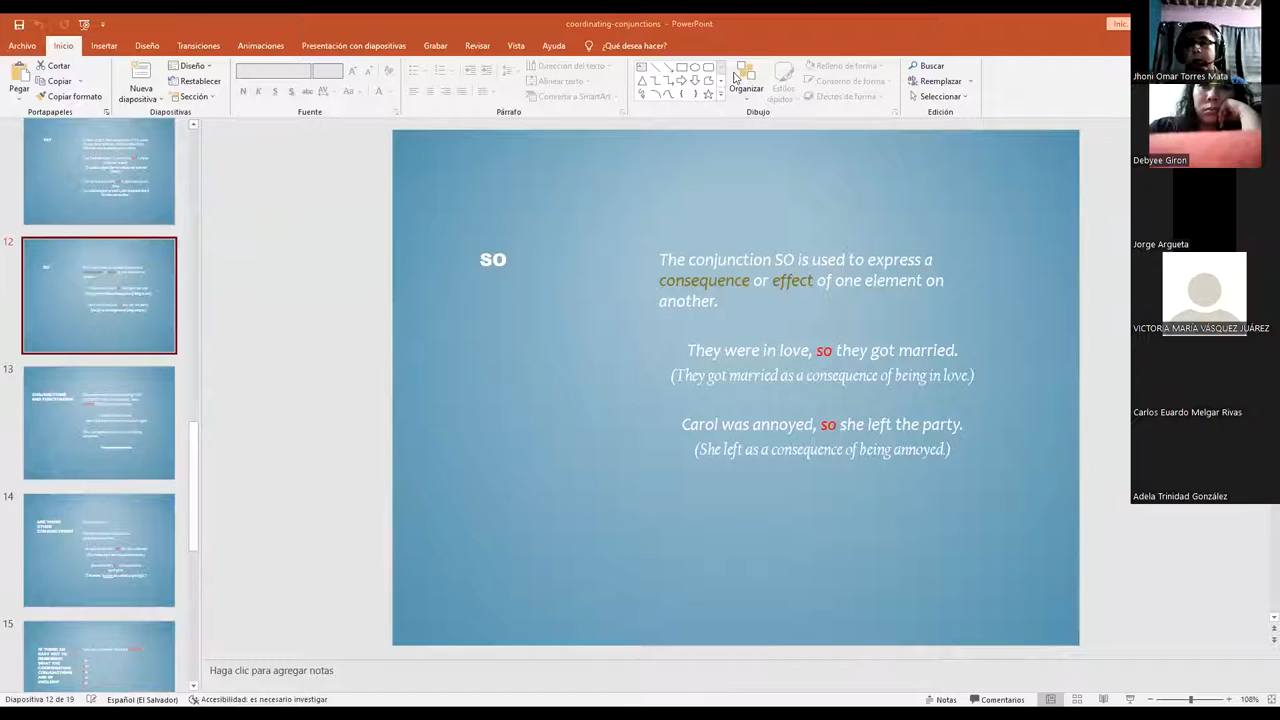 coordinating-conjunctions - PowerPoint
Inic.
Archivo Inicio Insertar Diseño Transiciones Animaciones Presentación con diapositivas Grabar Revisar Vista Ayuda ¿Qué desea hacer?
Pegar
Cortar
Copiar
Copiar formato
Portapapeles
Nueva
diapositiva
Diseño
Restablecer
Sección
Diapositivas
N K S
Fuente
Dirección del texto
Alinear texto
Convertir a SmartArt
Párrafo
Organizar
Estilos
rápidos
Relleno de forma
Contorno de forma
Efectos de forma
Dibujo
Buscar
Reemplazar
Seleccionar
Edición
12
13
14
15
SO
The conjunction SO is used to express a
consequence or effect of one element on
another.
They were in love, so they got married.
(They got married as a consequence of being in love.)
Carol was annoyed, so she left the party.
(She left as a consequence of being annoyed.)
Haga clic para agregar notas
Diapositiva 12 de 19 Español (El Salvador) Accesibilidad: es necesario investigar Notas Comentarios 108%
Jhoni Omar Torres Mata
Debyee Giron
Jorge Argueta
VICTORIA MARÍA VÁSQUEZ JUÁREZ
Carlos Euardo Melgar Rivas
Adela Trinidad González